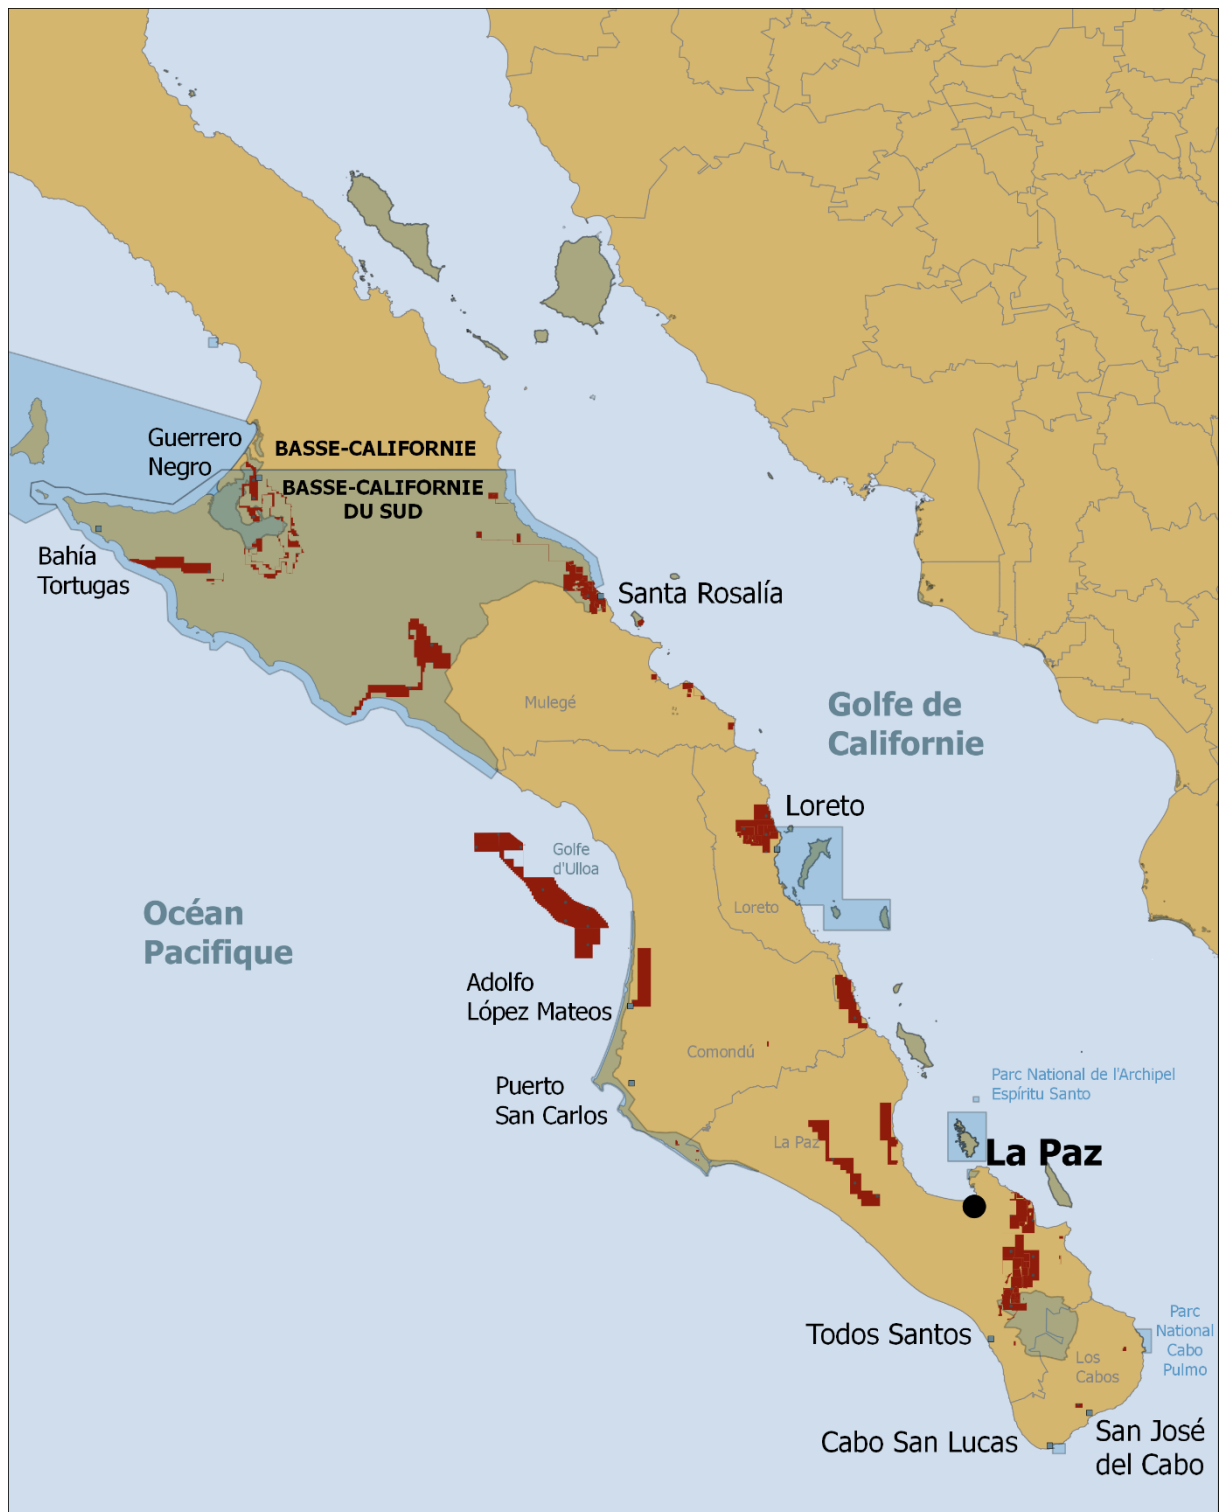 Guerrero
Negro
BASSE-CALIFORNIE
BASSE-CALIFORNIE
DU SUD
Bahía
Tortugas
Santa Rosalía
Mulegé
Golfe de
Californie
Loreto
Golfe
d'Ulloa
Océan
Pacifique
Loreto
Adolfo
López Mateos
Comondú
Puerto
San Carlos
Parc National de l'Archipel
Espíritu Santo
La Paz
La Paz
Todos Santos
Parc
National
Cabo
Pulmo
Los
Cabos
Cabo San Lucas
San José
del Cabo